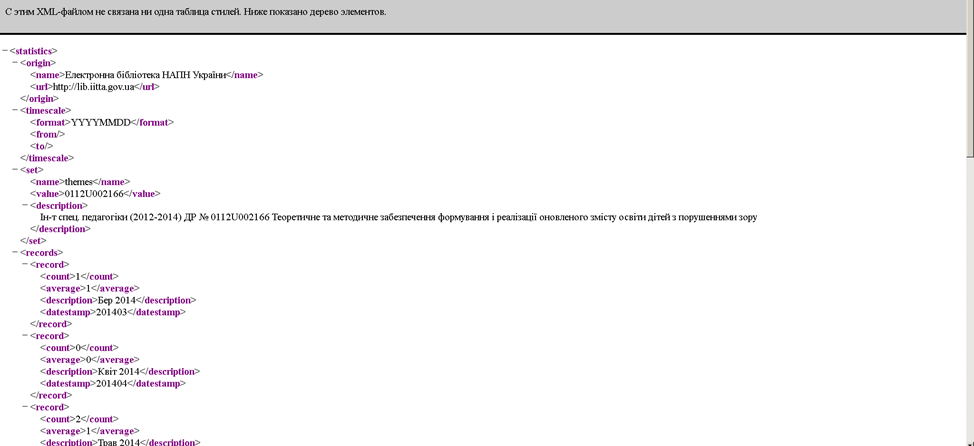 С этим XML-файлом не связана ни одна таблица стилей. Ниже показано дерево элементов.
− <statistics>
− <origin>
<name>Електронна бібліотека НАПН України</name>
<url>http://lib.iitta.gov.ua</url>
</origin>
− <timescale>
<format>YYYYMMDD</format>
<from/>
<to/>
</timescale>
− <set>
<name>themes</name>
<value>0112U002166</value>
− <description>
Ін-т спец. педагогіки (2012-2014) ДР № 0112U002166 Теоретичне та методичне забезпечення формування і реалізації оновленого змісту освіти дітей з порушеннями зору
</description>
</set>
− <records>
− <record>
<count>1</count>
<average>1</average>
<description>Бер 2014</description>
<datestamp>201403</datestamp>
</record>
− <record>
<count>0</count>
<average>0</average>
<description>Квіт 2014</description>
<datestamp>201404</datestamp>
</record>
− <record>
<count>2</count>
<average>1</average>
<description>Трав 2014</description>